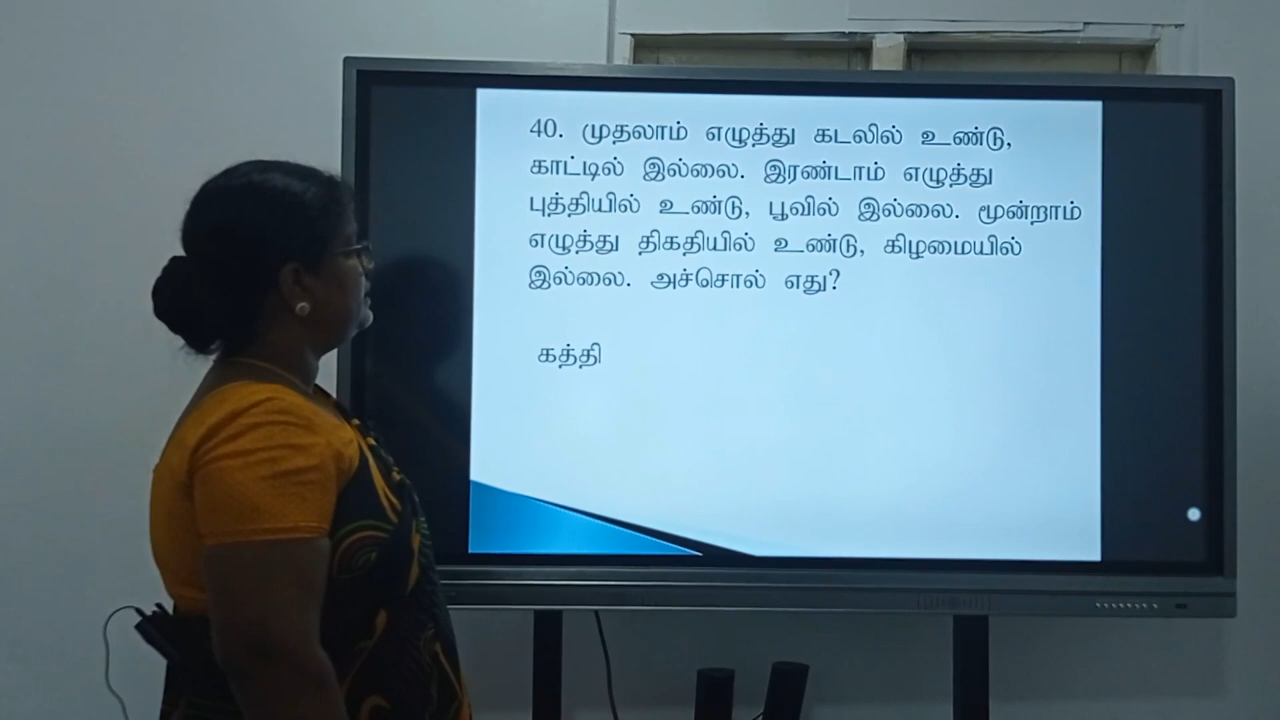 40. முதலாம் எழுத்து கடலில் உண்டு,
காட்டில் இல்லை. இரண்டாம் எழுத்து
புத்தியில் உண்டு, பூவில் இல்லை. மூன்றாம்
எழுத்து திகதியில் உண்டு, கிழமையில்
இல்லை. அச்சொல் எது?
கத்தி